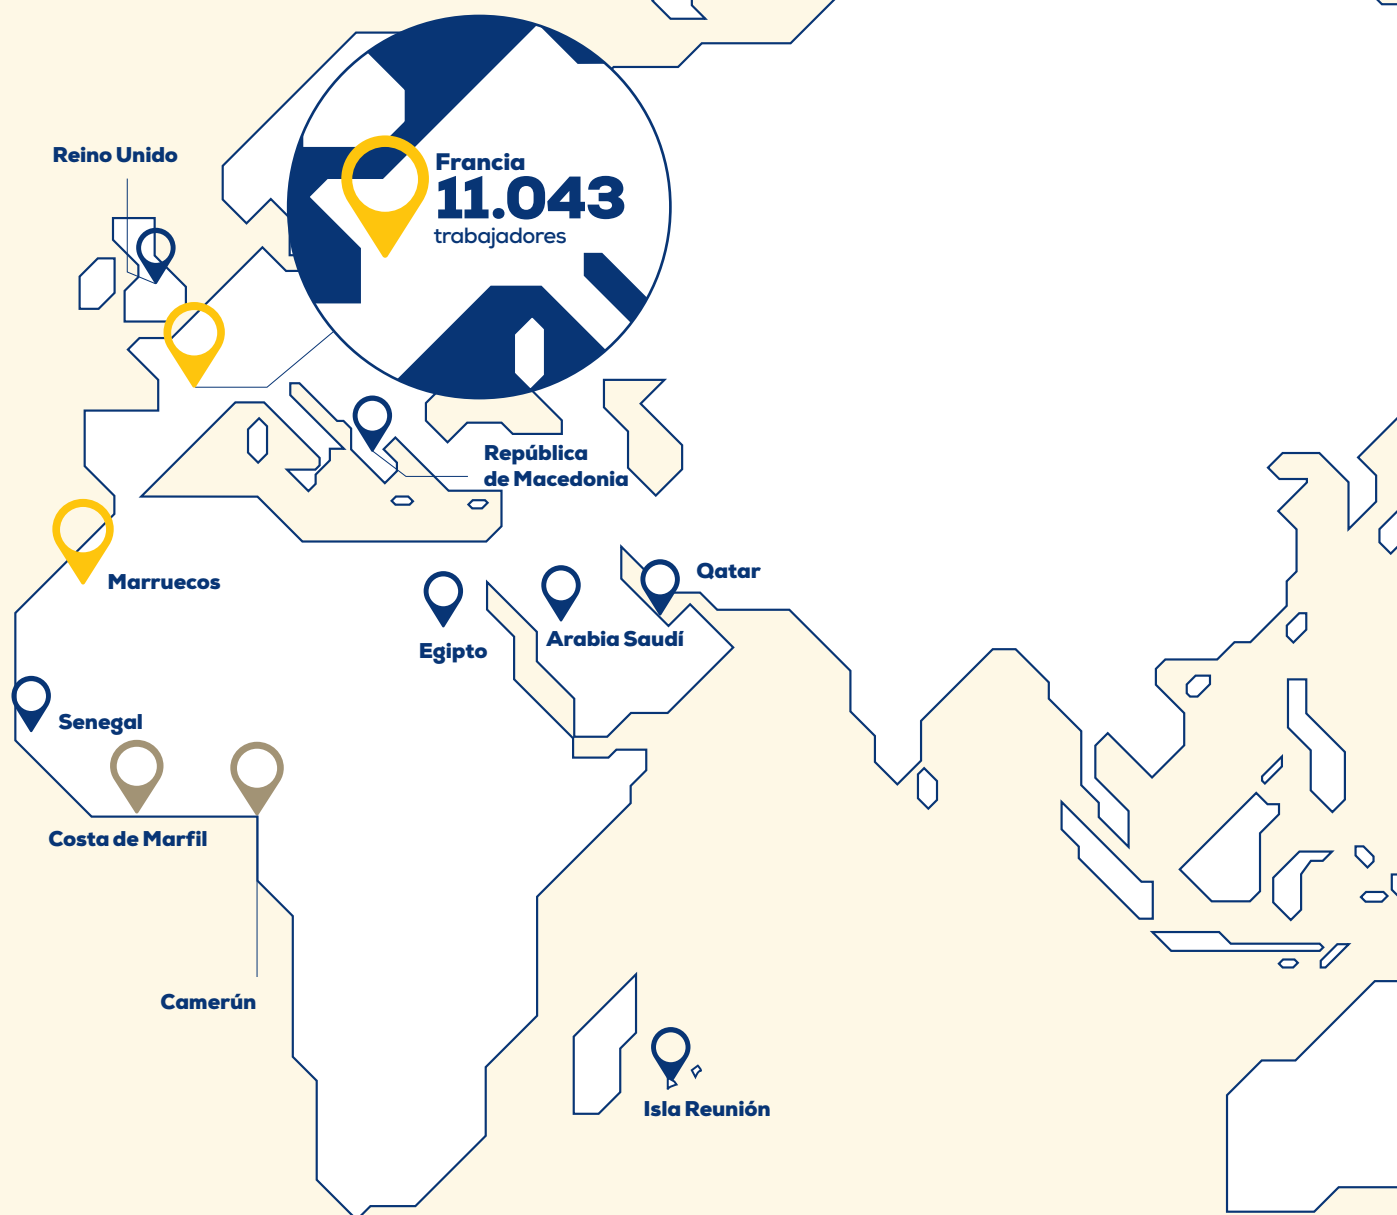 Reino Unido
Francia
11.043
trabajadores
República
de Macedonia
Marruecos
Qatar
Egipto
Arabia Saudí
Senegal
Costa de Marfil
Camerún
Isla Reunión